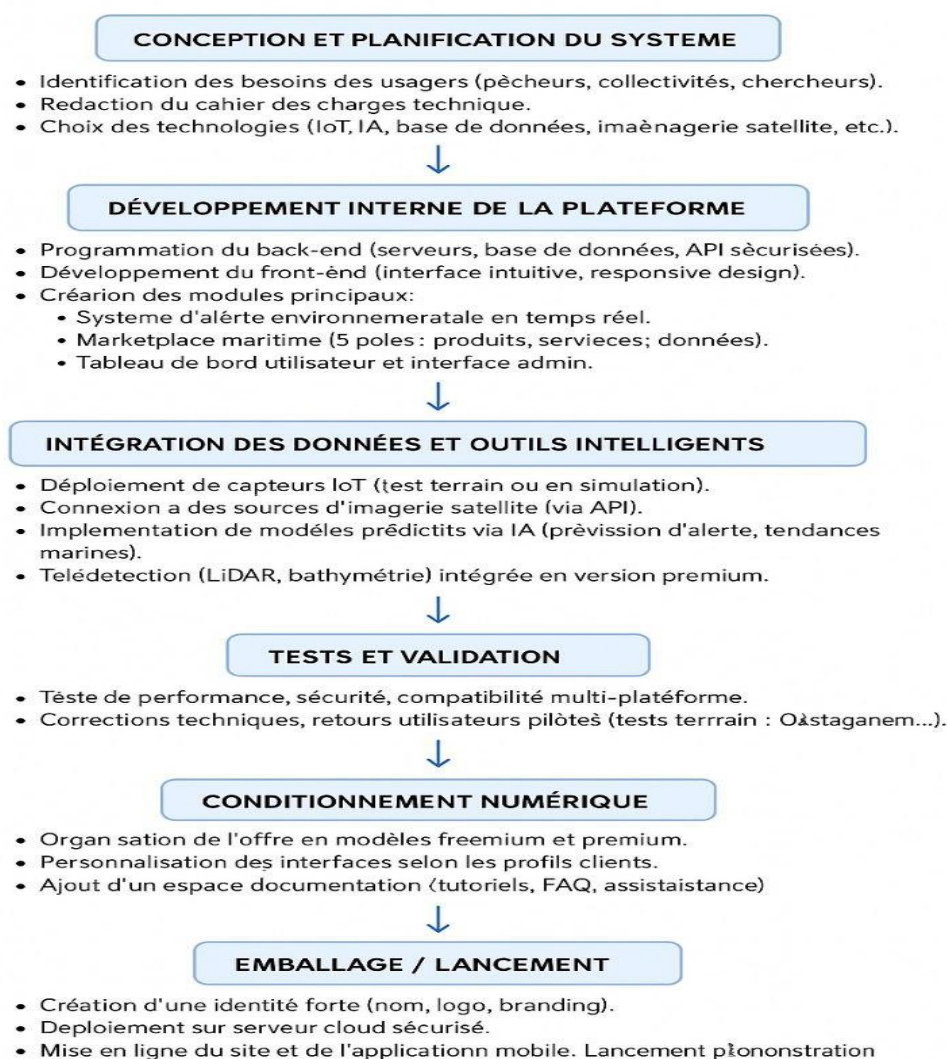 CONCEPTION ET PLANIFICATION DU SYSTEME
• Identification des besoins des usagers (pècheurs, collectivités, chercheurs).
• Redaction du cahier des charges technique.
• Choix des technologies (IoT, IA, base de données, imaènagerie satellite, etc.).
↓
DÉVELOPPEMENT INTERNE DE LA PLATEFORME
• Programmation du back-end (serveurs, base de données, API sècurisées).
• Développement du front-ènd (interface intuitive, responsive design).
• Créarion des modules principaux:
• Systeme d'alérte environnemeratale en temps réel.
• Marketplace maritime (5 poles : produits, servieces; données).
• Tableau de bord utilisateur et interface admin.
↓
INTÉGRATION DES DONNÉES ET OUTILS INTELLIGENTS
• Déploiement de capteurs IoT (test terrain ou en simulation).
• Connexion a des sources d'imagerie satellite (via API).
• Implementation de modéles prédictits via IA (prèvission d'alerte, tendances
marines).
• Telédetection (LiDAR, bathymétrie) intégrée en version premium.
↓
TESTS ET VALIDATION
• Téste de performance, sécurité, compatibilité multi-platéforme.
• Corrections techniques, retours utilisateurs pilòtes (tests terrrain : ...).
↓
CONDITIONNEMENT NUMÉRIQUE
• Organ sation de l'offre en modèles freemium et premium.
• Personnalisation des interfaces selon les profils clients.
• Ajout d'un espace documentation (tutoriels, FAQ, assistaistance)
↓
EMBALLAGE / LANCEMENT
• Création d'une identité forte (nom, logo, branding).
• Deploiement sur serveur cloud sécurisé.
• Mise en ligne du site et de l'applicationn mobile. Lancement